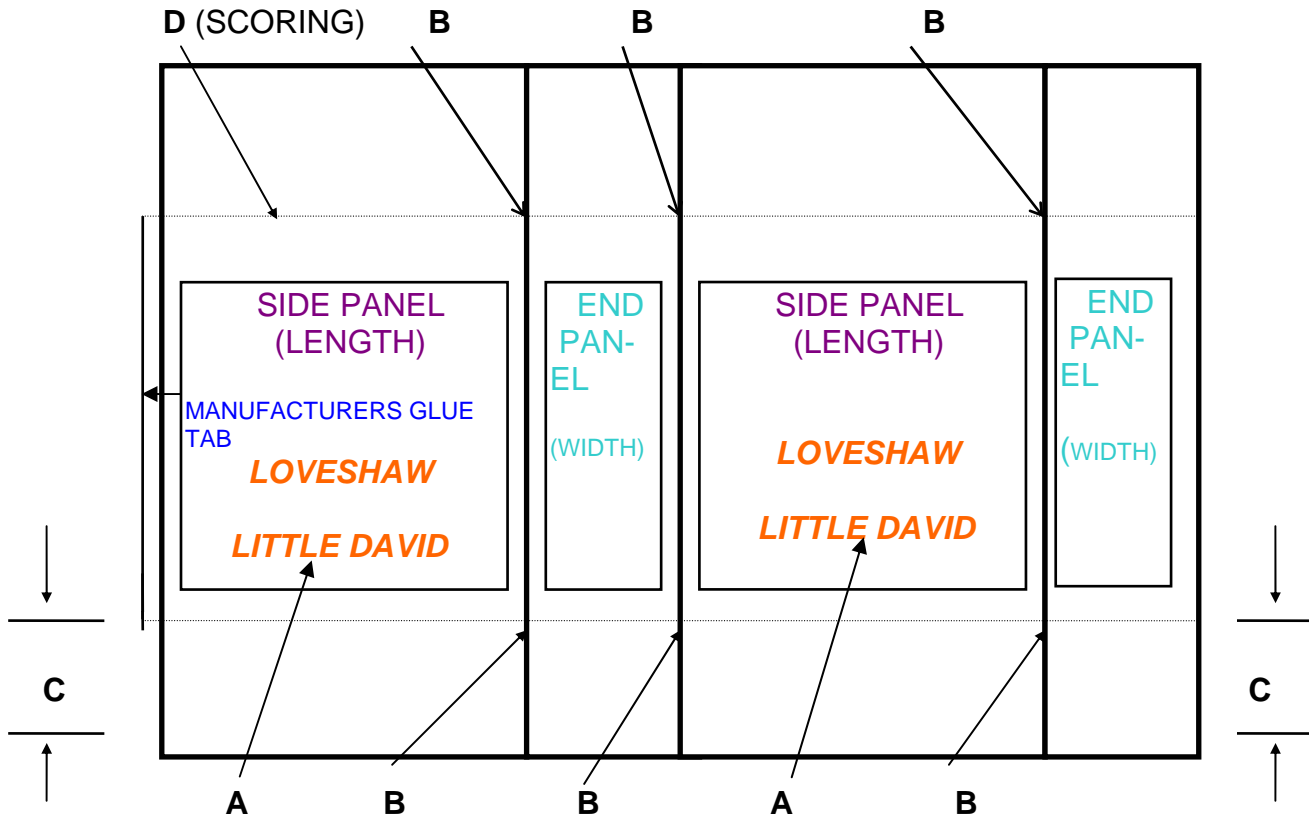 D (SCORING) B B B
SIDE PANEL
(LENGTH)
MANUFACTURERS GLUE
TAB
LOVESHAW
LITTLE DAVID
END
PAN-
EL
(WIDTH)
SIDE PANEL
(LENGTH)
LOVESHAW
LITTLE DAVID
END
PAN-
EL
(WIDTH)
C C
A B B A B